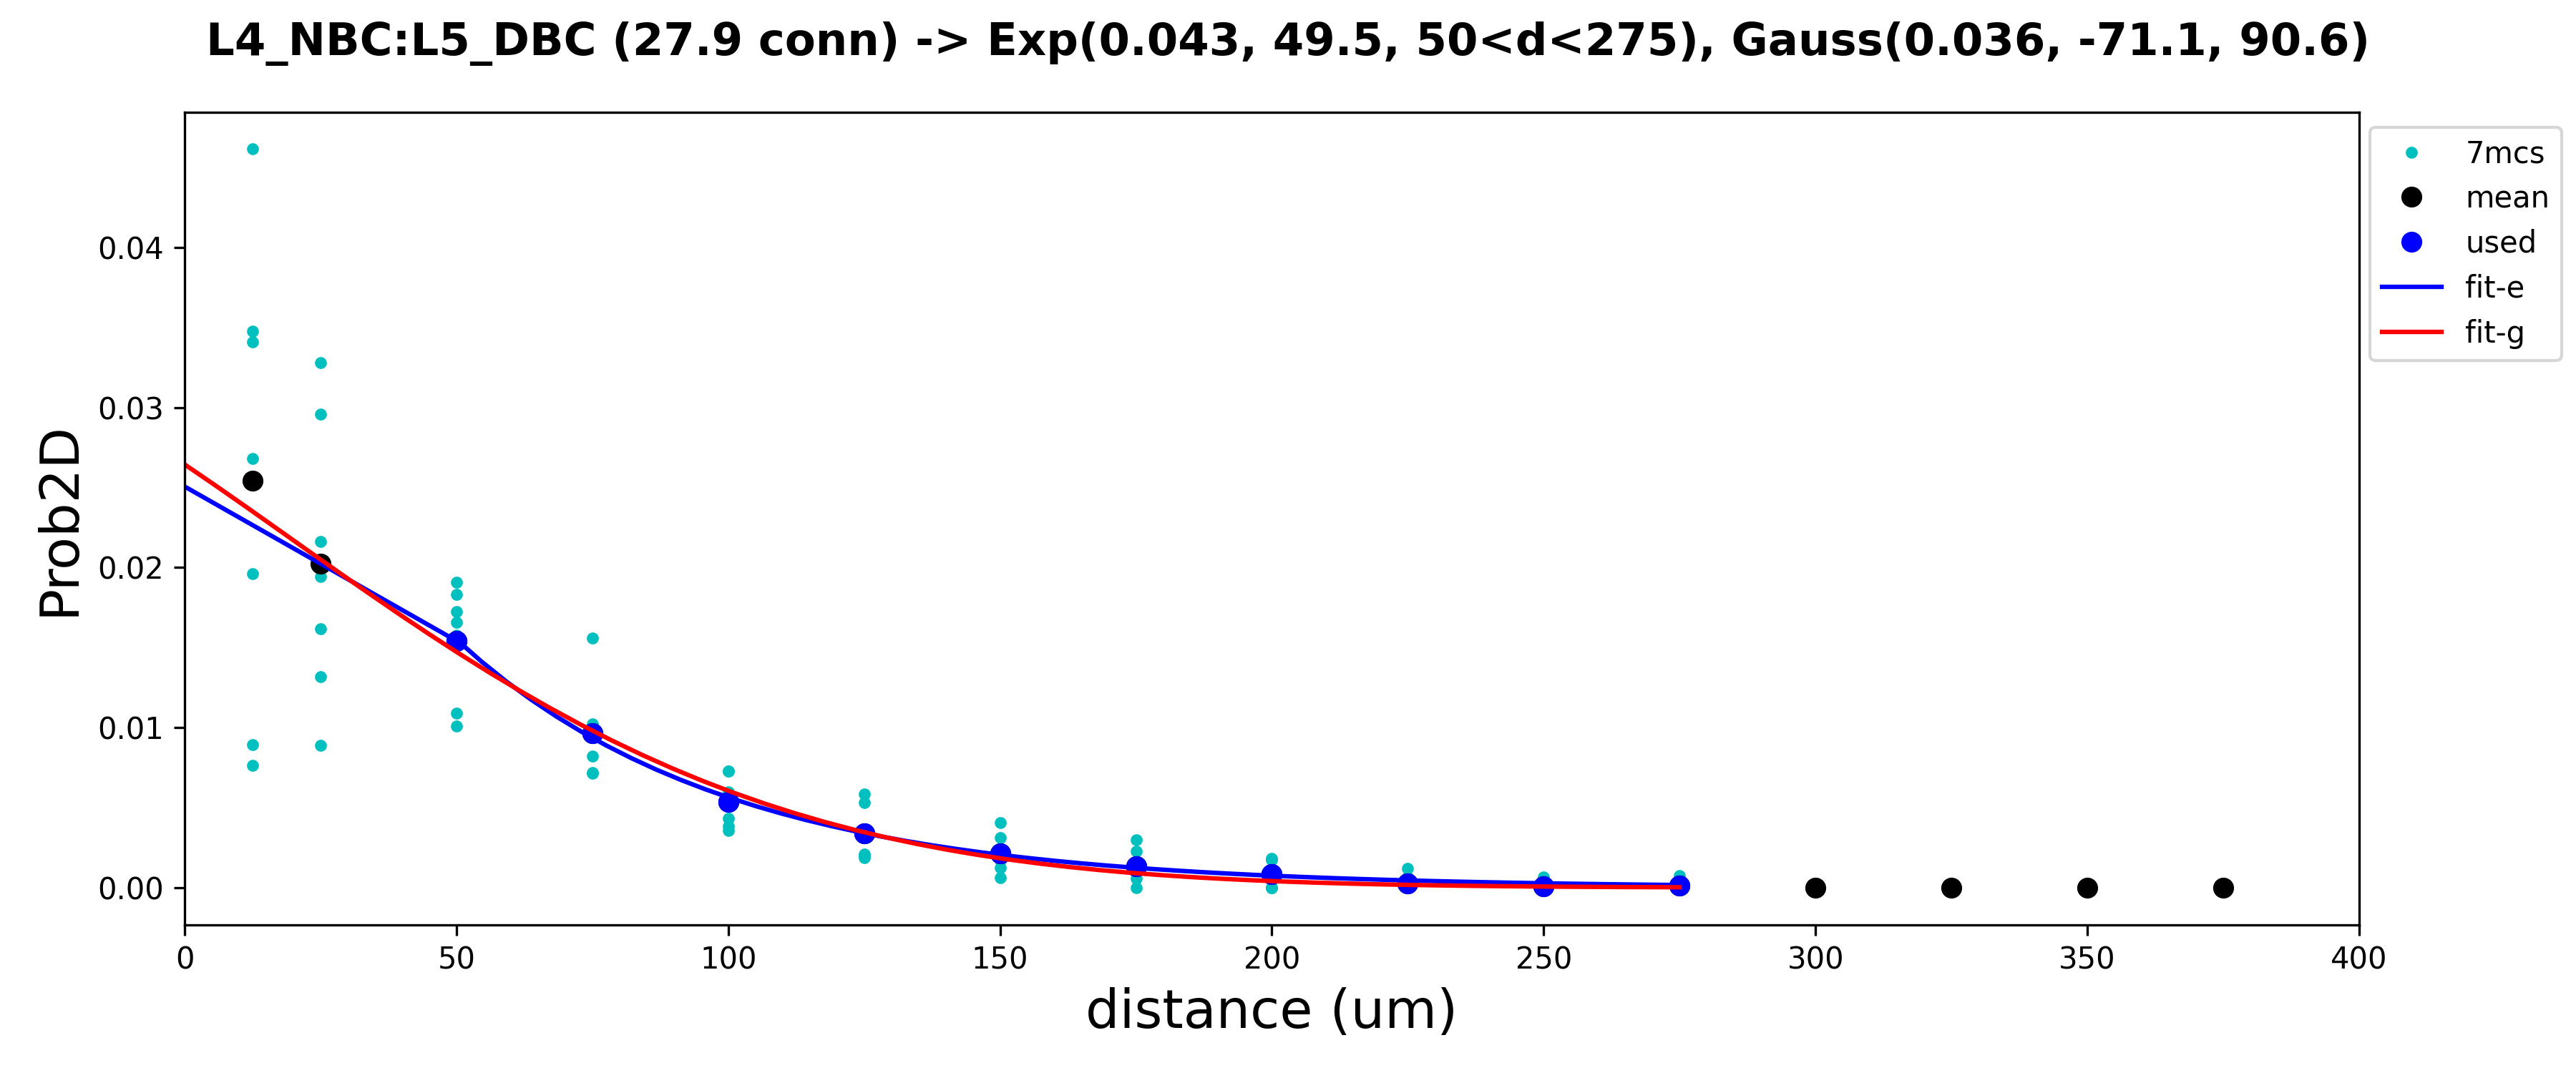 L4_NBC:L5_DBC (27.9 conn) -> Exp(0.043, 49.5, 50<d<275), Gauss(0.036, -71.1, 90.6)
7mcs
mean
used
fit-e
fit-g
0.04
0.03
0.02
0.01
0.00
Prob2D
0 50 100 150 200 250 300 350 400
distance (um)